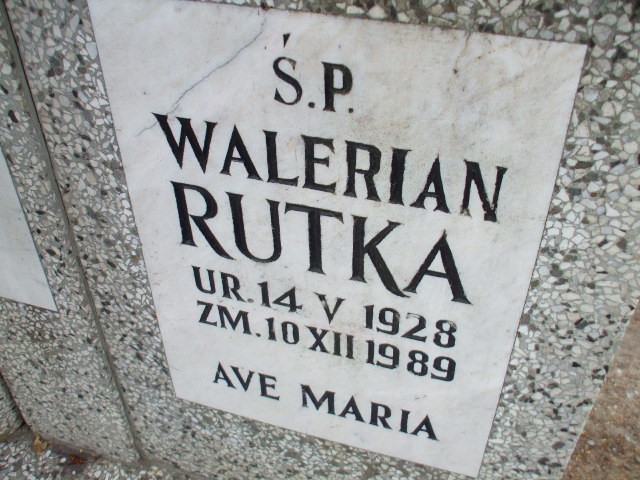 Ś.P.
WALERIAN
RUTKA
UR. 14 V 1928
ZM. 10 XII 1989
AVE MARIA